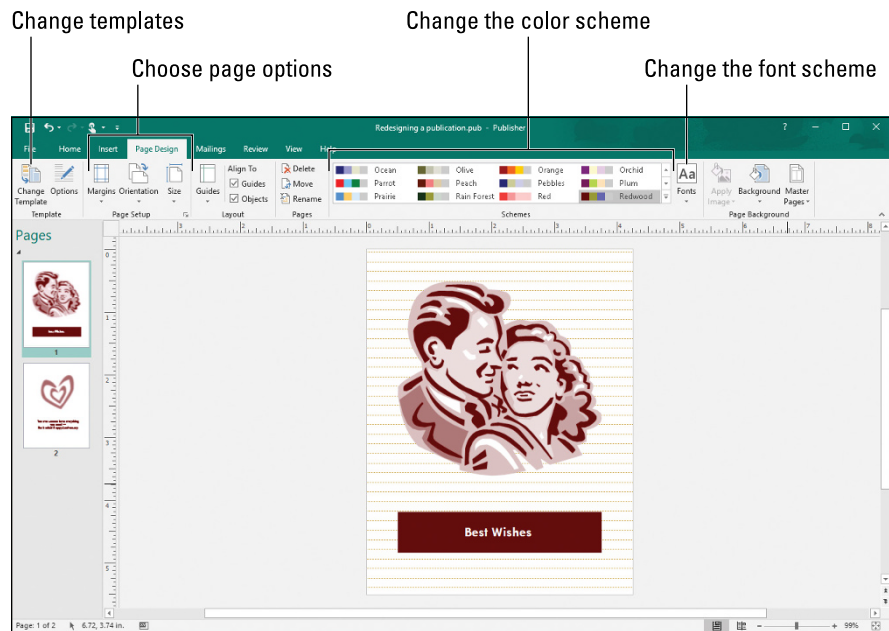 Change templates
Change the color scheme
Choose page options
Change the font scheme
Redesigning a publication.pub - Publisher
File Home Insert Page Design Mailings Review View Help
Change Template
Options
Template
Margins
Orientation
Size
Page Setup
Guides
Align To
Guides
Objects
Layout
Delete
Move
Rename
Pages
Ocean Olive Orange Orchid
Parrot Peach Pebbles Plum
Prairie Rain Forest Red Redwood
Schemes
Aa
Fonts
Apply Image
Background
Master Pages
Page Background
Pages
1
2
Best Wishes
Page: 1 of 2 6.72, 3.74 in. 99%